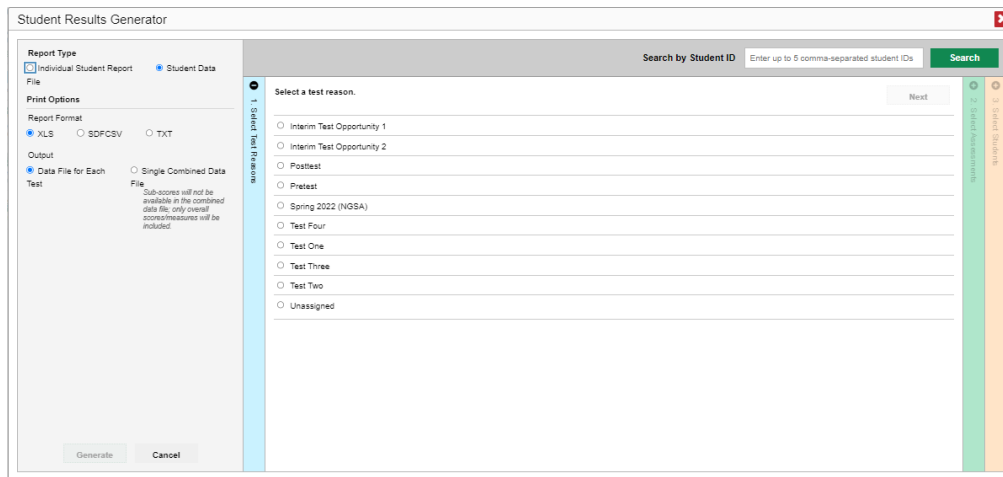 Student Results Generator
Report Type
Individual Student Report
Student Data
File
Print Options
Report Format
XLS
SDFCSV
TXT
Output
Data File for Each
Test
Single Combined Data
File
Sub-scores will not be
available in the combined
data file; only overall
scores/measures will be
included.
Generate
Cancel
Search by Student ID
Enter up to 5 comma-separated student IDs
Search
1. Select Test Reasons
Select a test reason.
Next
Interim Test Opportunity 1
Interim Test Opportunity 2
Posttest
Pretest
Spring 2022 (NGSA)
Test Four
Test One
Test Three
Test Two
Unassigned
2. Select Assessments
3. Select Students